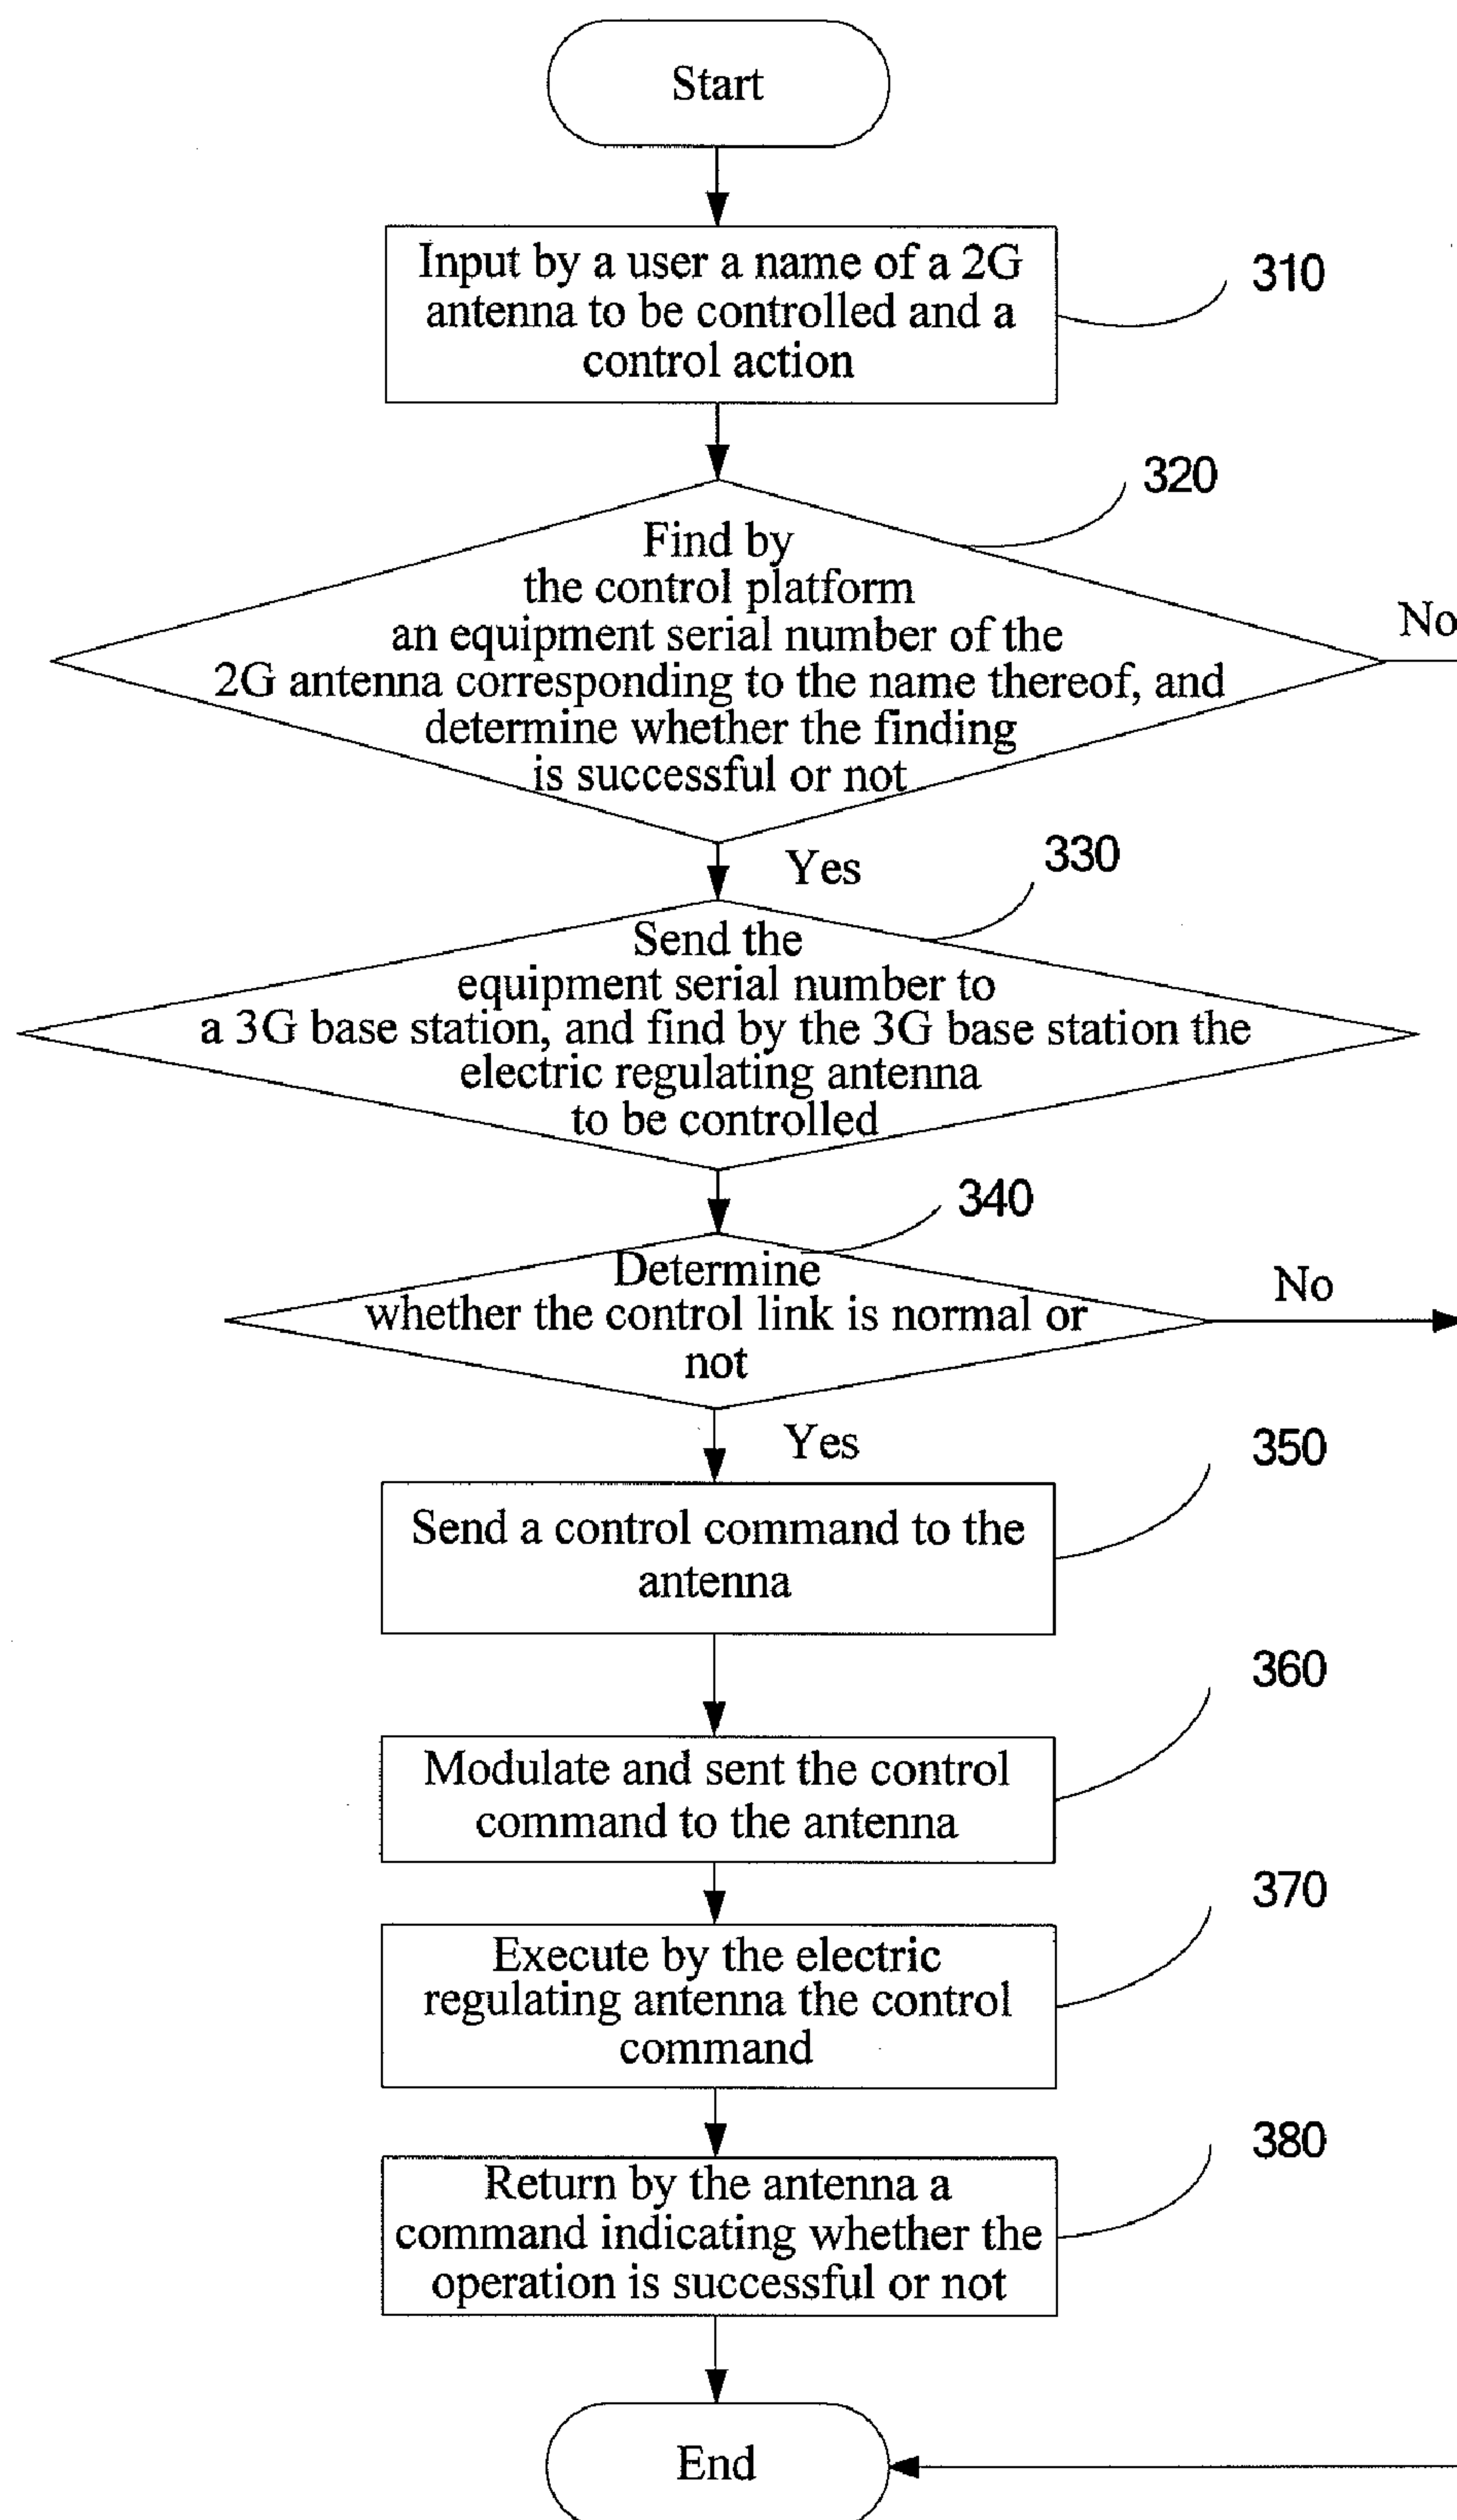 Start
Input by a user a name of a 2G
antenna to be controlled and a
control action
310
320
Find by
the control platform
an equipment serial number of the
2G antenna corresponding to the name thereof, and
determine whether the finding
is successful or not
No
Yes
330
Send the
equipment serial number to
a 3G base station, and find by the 3G base station the
electric regulating antenna
to be controlled
340
Determine
whether the control link is normal or
not
No
Yes
350
Send a control command to the
antenna
360
Modulate and sent the control
command to the antenna
370
Execute by the electric
regulating antenna the control
command
380
Return by the antenna a
command indicating whether the
operation is successful or not
End